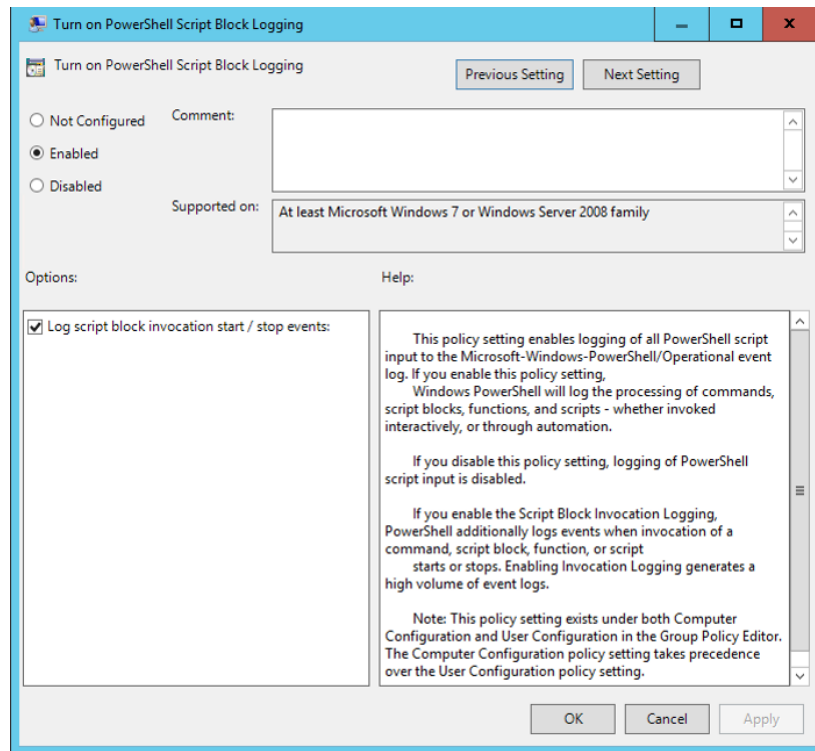 Turn on PowerShell Script Block Logging
Turn on PowerShell Script Block Logging
Previous Setting
Next Setting
Not Configured
Comment:
Enabled
Disabled
Supported on:
At least Microsoft Windows 7 or Windows Server 2008 family
Options:
Help:
Log script block invocation start / stop events:
This policy setting enables logging of all PowerShell script
input to the Microsoft-Windows-PowerShell/Operational event
log. If you enable this policy setting,
Windows PowerShell will log the processing of commands,
script blocks, functions, and scripts - whether invoked
interactively, or through automation.
If you disable this policy setting, logging of PowerShell
script input is disabled.
If you enable the Script Block Invocation Logging,
PowerShell additionally logs events when invocation of a
command, script block, function, or script
starts or stops. Enabling Invocation Logging generates a
high volume of event logs.
Note: This policy setting exists under both Computer
Configuration and User Configuration in the Group Policy Editor.
The Computer Configuration policy setting takes precedence
over the User Configuration policy setting.
OK
Cancel
Apply